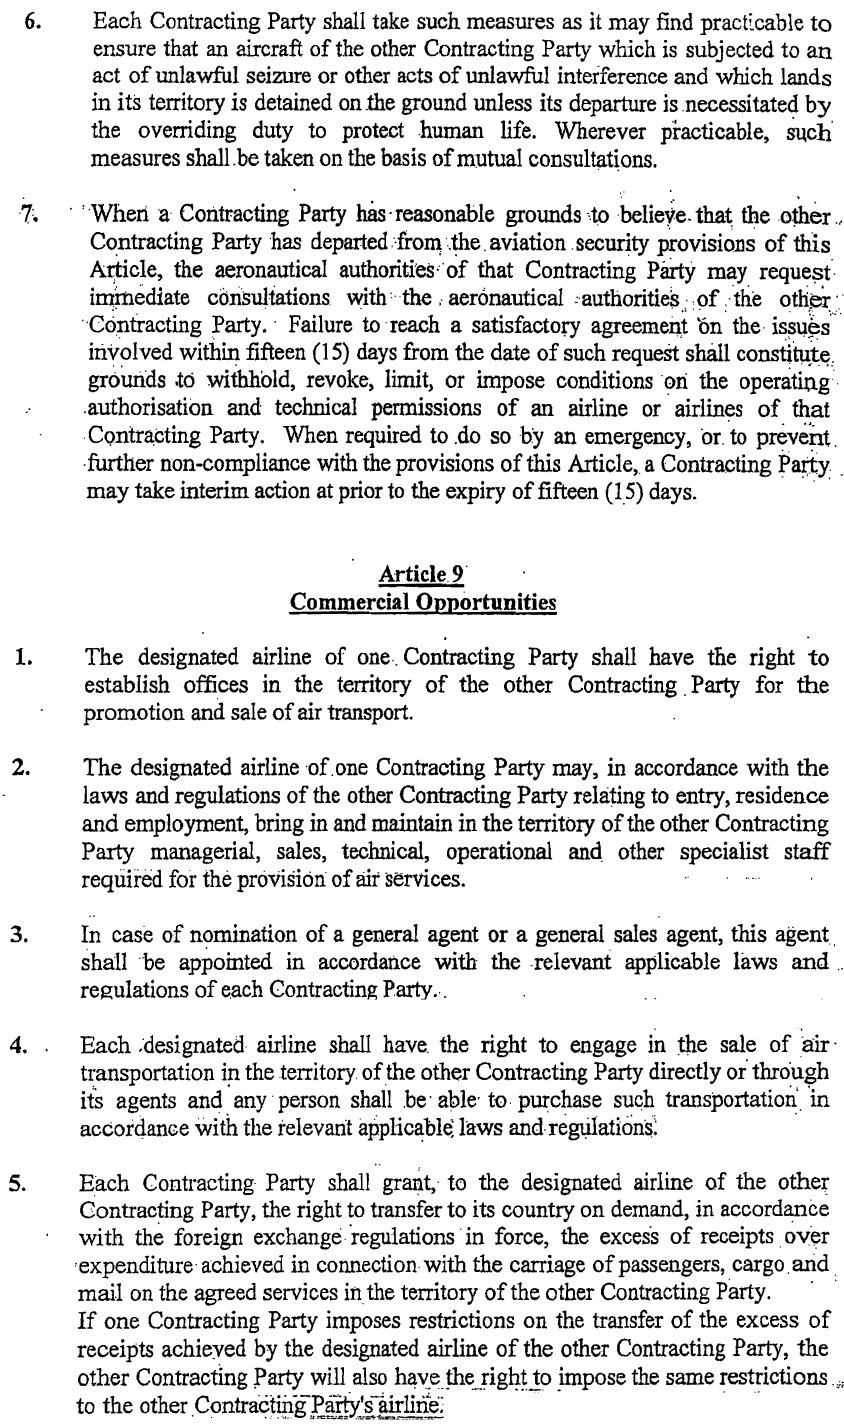 6. Each Contracting Party shall take such measures as it may find practicable to
ensure that an aircraft of the other Contracting Party which is subjected to an
act of unlawful seizure or other acts of unlawful interference and which lands
in its territory is detained on the ground unless its departure is necessitated by
the overriding duty to protect human life. Wherever practicable, such
measures shall be taken on the basis of mutual consultations.
7. When a Contracting Party has reasonable grounds to believe that the other
Contracting Party has departed from the aviation security provisions of this
Article, the aeronautical authorities of that Contracting Party may request
immediate consultations with the aeronautical authorities of the other
Contracting Party. Failure to reach a satisfactory agreement on the issues
involved within fifteen (15) days from the date of such request shall constitute
grounds to withhold, revoke, limit, or impose conditions on the operating
authorisation and technical permissions of an airline or airlines of that
Contracting Party. When required to do so by an emergency, or to prevent
further non-compliance with the provisions of this Article, a Contracting Party
may take interim action at prior to the expiry of fifteen (15) days.
Article 9
Commercial Opportunities
1. The designated airline of one Contracting Party shall have the right to
establish offices in the territory of the other Contracting Party for the
promotion and sale of air transport.
2. The designated airline of one Contracting Party may, in accordance with the
laws and regulations of the other Contracting Party relating to entry, residence
and employment, bring in and maintain in the territory of the other Contracting
Party managerial, sales, technical, operational and other specialist staff
required for the provision of air services.
3. In case of nomination of a general agent or a general sales agent, this agent
shall be appointed in accordance with the relevant applicable laws and
regulations of each Contracting Party.
4. Each designated airline shall have the right to engage in the sale of air
transportation in the territory of the other Contracting Party directly or through
its agents and any person shall be able to purchase such transportation in
accordance with the relevant applicable laws and regulations.
5. Each Contracting Party shall grant, to the designated airline of the other
Contracting Party, the right to transfer to its country on demand, in accordance
with the foreign exchange regulations in force, the excess of receipts over
expenditure achieved in connection with the carriage of passengers, cargo and
mail on the agreed services in the territory of the other Contracting Party.
If one Contracting Party imposes restrictions on the transfer of the excess of
receipts achieved by the designated airline of the other Contracting Party, the
other Contracting Party will also have the right to impose the same restrictions
to the other Contracting Party's airline.